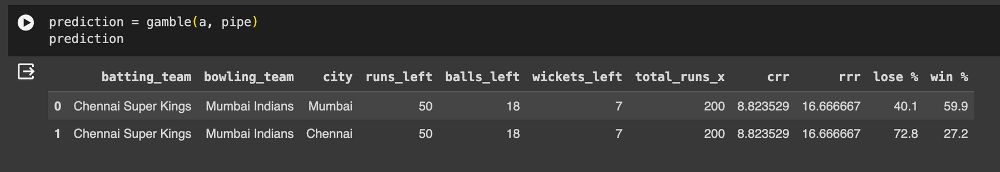 prediction = gamble(a, pipe)
prediction
batting_team bowling_team city runs_left balls_left wickets_left total_runs_x crr rrr lose % win %
0 Chennai Super Kings Mumbai Indians Mumbai 50 18 7 200 8.823529 16.666667 40.1 59.9
1 Chennai Super Kings Mumbai Indians Chennai 50 18 7 200 8.823529 16.666667 72.8 27.2